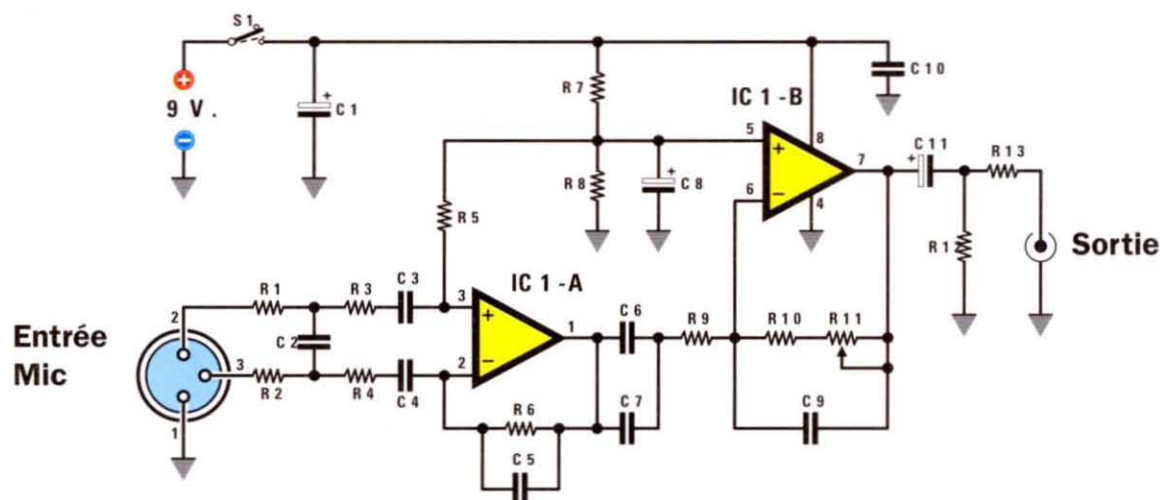 S1
9 V.
C1
R7
C10
IC 1-B
5
8
C11
R13
7
R8
C8
6
4
R5
Sortie
R12
IC 1-A
R1
R3
C3
3
C6
2
1
R9
R10
R11
Entrée
Mic
C2
3
R2
R4
C4
2
R6
C7
C9
1
C5